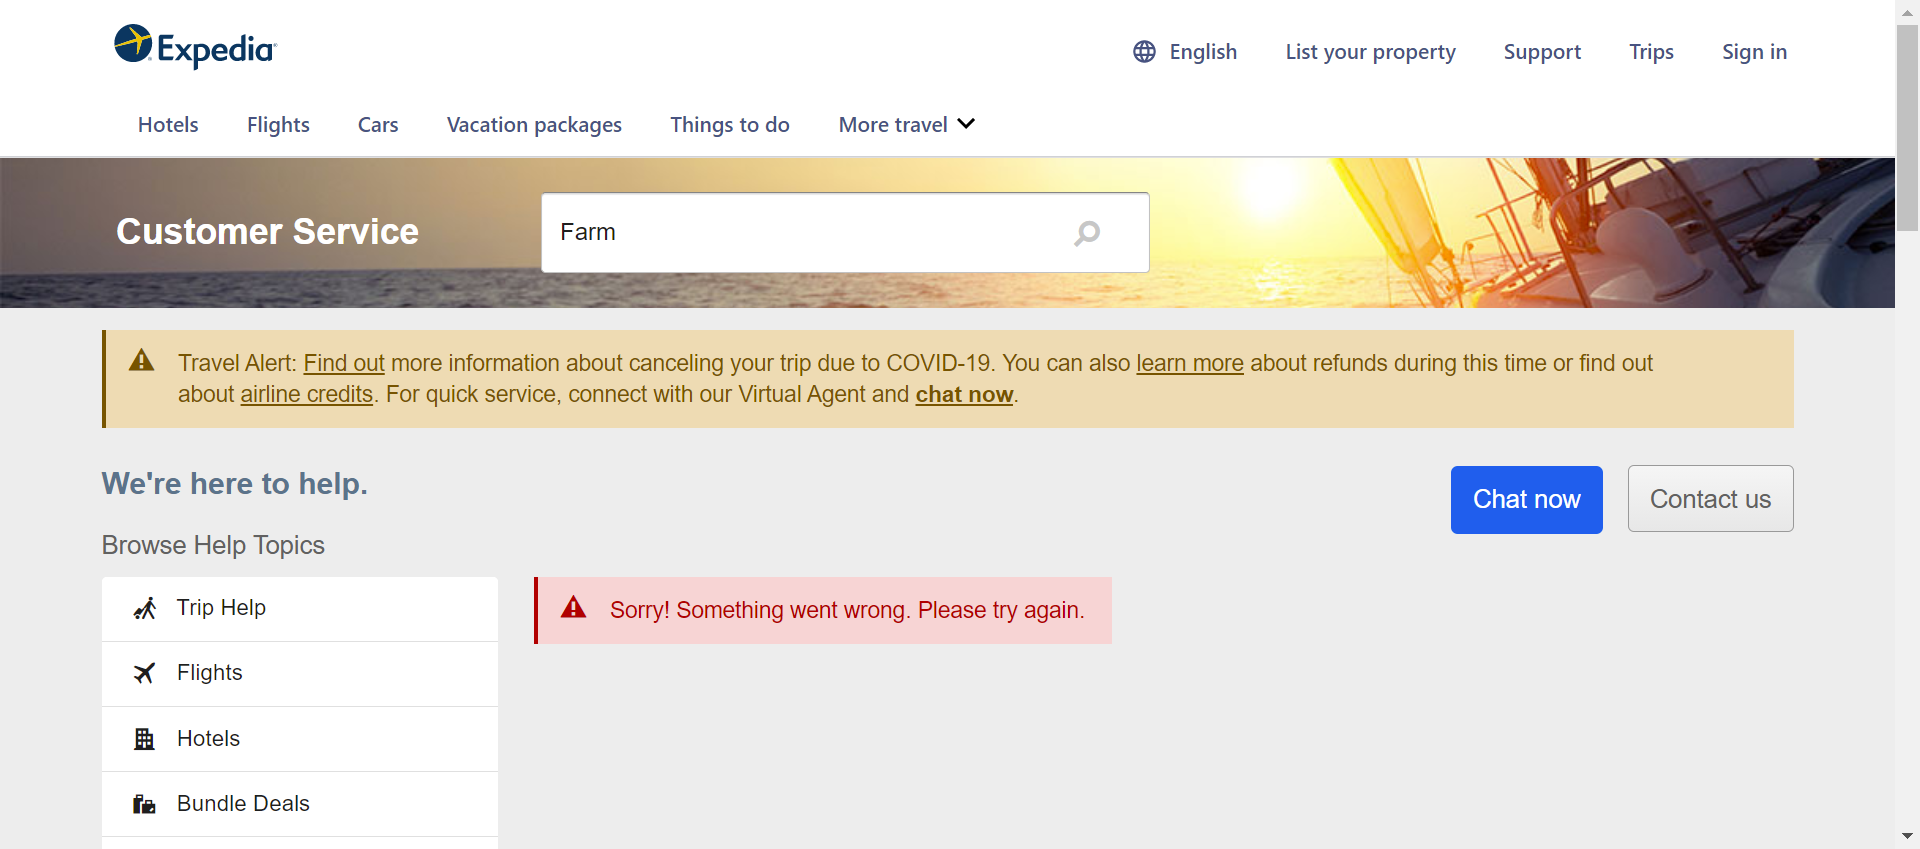 Expedia
English
List your property
Support
Trips
Sign in
Hotels
Flights
Cars
Vacation packages
Things to do
More travel
Customer Service
Farm
Travel Alert: Find out more information about canceling your trip due to COVID-19. You can also learn more about refunds during this time or find out
about airline credits. For quick service, connect with our Virtual Agent and chat now.
We're here to help.
Chat now
Contact us
Browse Help Topics
Trip Help
Flights
Hotels
Bundle Deals
Sorry! Something went wrong. Please try again.